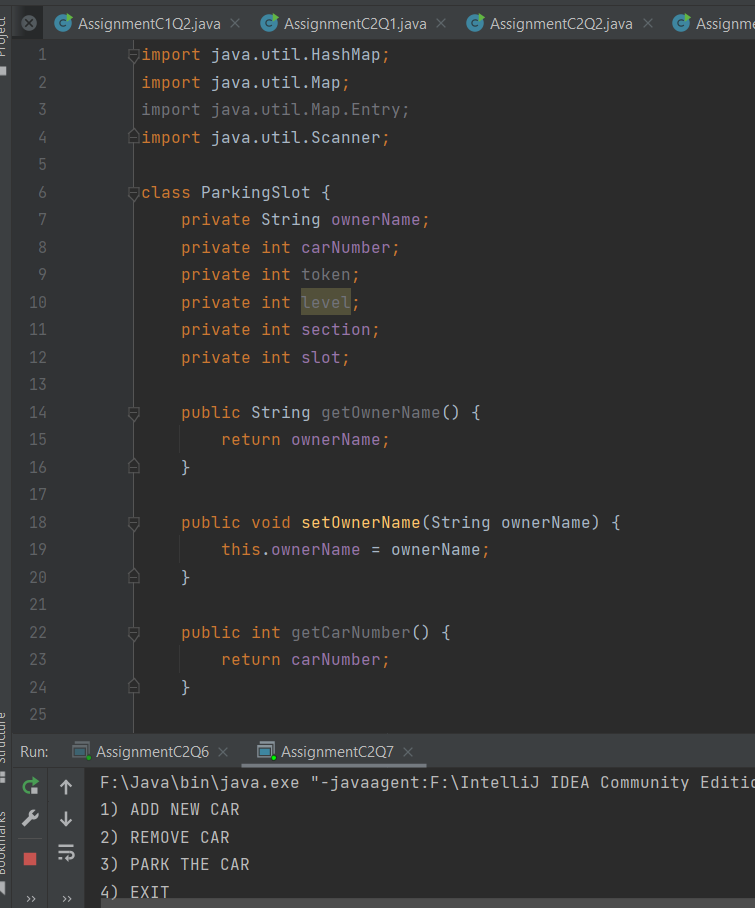 Project
AssignmentC1Q2.java
AssignmentC2Q1.java
AssignmentC2Q2.java
1 import java.util.HashMap;
2 import java.util.Map;
3 import java.util.Map.Entry;
4 import java.util.Scanner;
5
6 class ParkingSlot {
7 private String ownerName;
8 private int carNumber;
9 private int token;
10 private int level;
11 private int section;
12 private int slot;
13
14 public String getOwnerName() {
15 return ownerName;
16 }
17
18 public void setOwnerName(String ownerName) {
19 this.ownerName = ownerName;
20 }
21
22 public int getCarNumber() {
23 return carNumber;
24 }
25
Structure
Bookmarks
Run: AssignmentC2Q6 AssignmentC2Q7
F:\Java\bin\java.exe "-javaagent:F:\IntelliJ IDEA Community Editio
1) ADD NEW CAR
2) REMOVE CAR
3) PARK THE CAR
4) EXIT